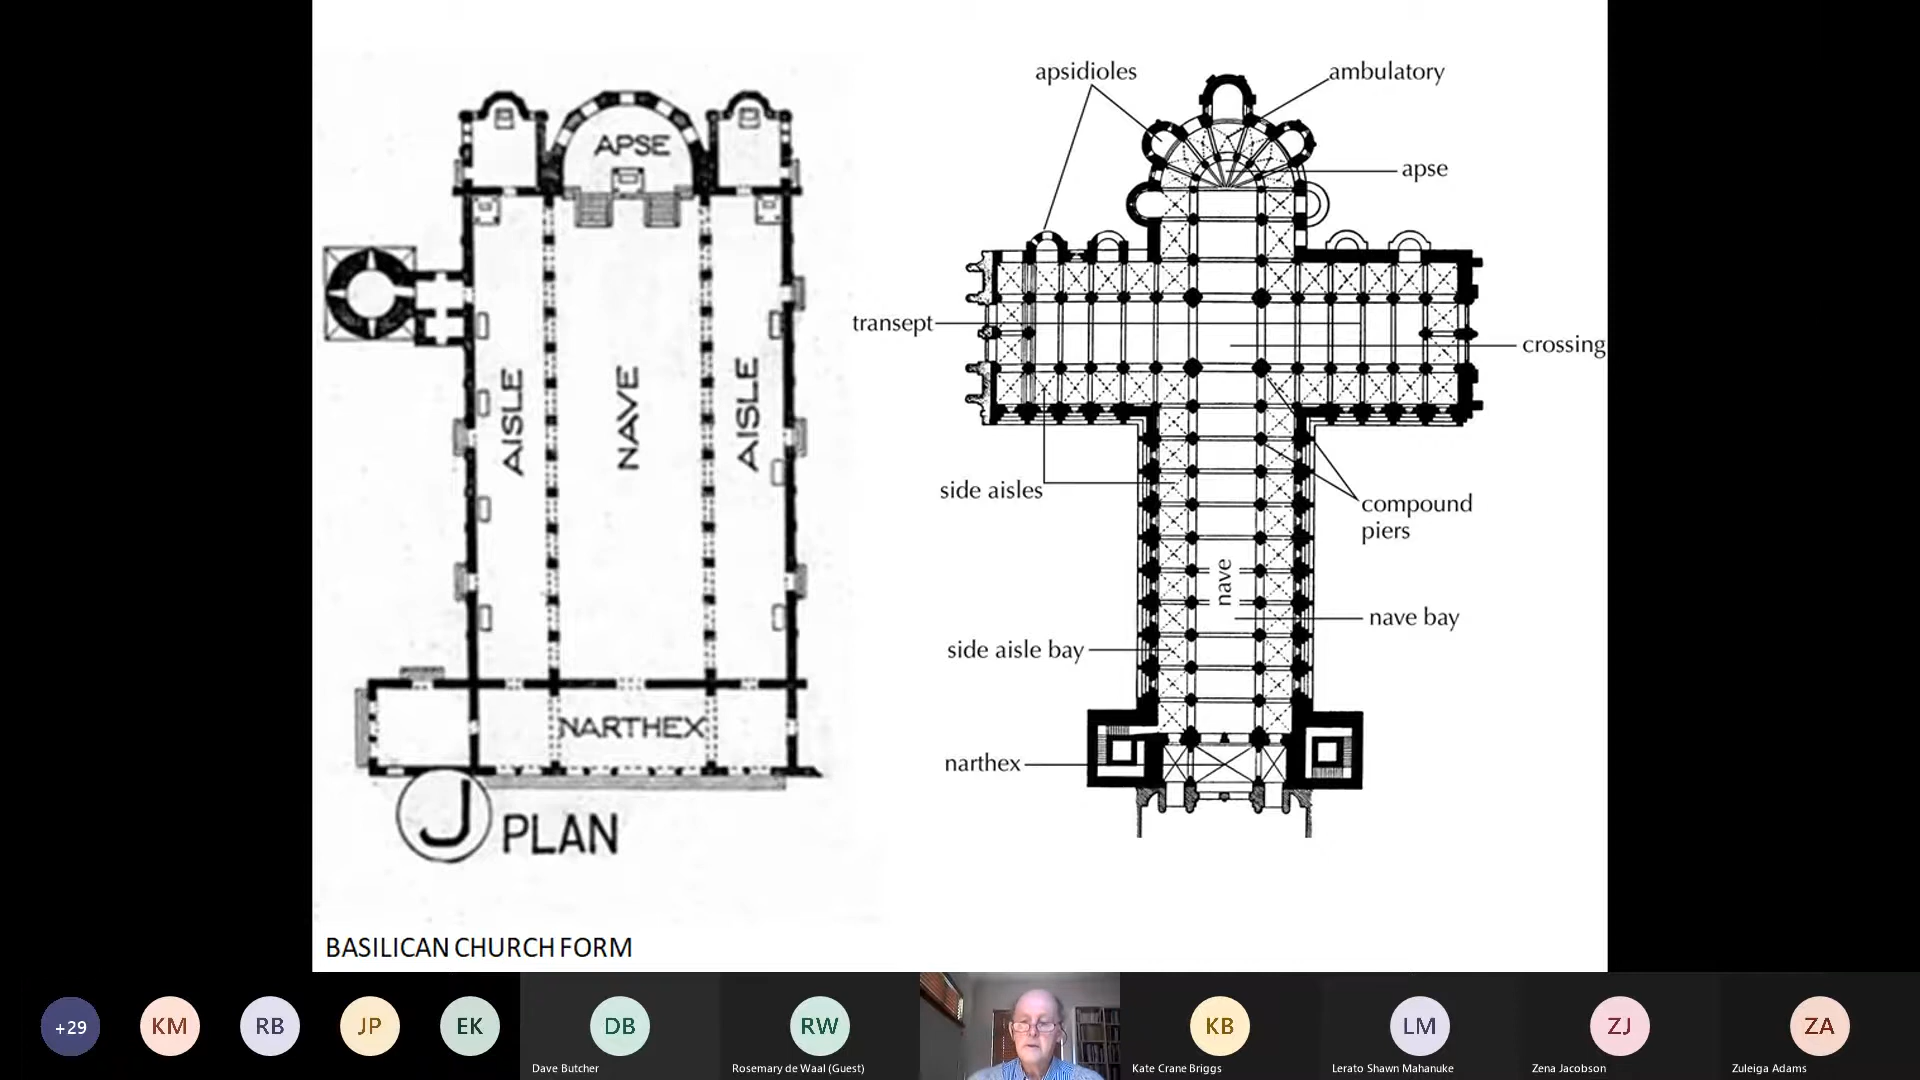 APSE
AISLE
NAVE
AISLE
NARTHEX
J PLAN
BASILICAN CHURCH FORM
apsidioles
ambulatory
apse
transept
crossing
side aisles
compound
piers
nave
nave bay
side aisle bay
narthex
+29
KM
RB
JP
EK
DB
Dave Butcher
RW
Rosemary de Waal (Guest)
KB
Kate Crane Briggs
LM
Lerato Shawn Mahanuke
ZJ
Zena Jacobson
ZA
Zuleiga Adams